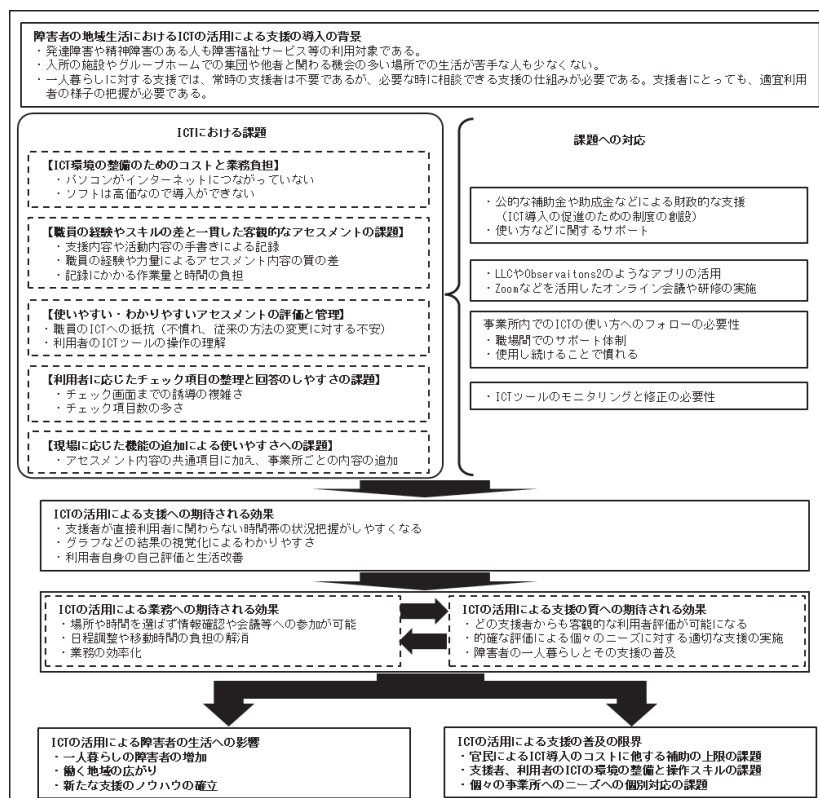 障害者の地域生活におけるICTの活用による支援の導入の背景
・発達障害や精神障害のある人も障害福祉サービス等の利用対象である。
・入所の施設やグループホームでの集団や他者と関わる機会の多い場所での生活が苦手な人も少なくない。
・一人暮らしに対する支援では、常時の支援者は不要であるが、必要な時に相談できる支援の仕組みが必要である。支援者にとっても、適宜利用
者の様子の把握が必要である。
ICTにおける課題
【ICT環境の整備のためのコストと業務負担】
・パソコンがインターネットにつながっていない
・ソフトは高価なので導入ができない
【職員の経験やスキルの差と一貫した客観的なアセスメントの課題】
・支援内容や活動内容の手書きによる記録
・職員の経験や力量によるアセスメント内容の質の差
・記録にかかる作業量と時間の負担
【使いやすい・わかりやすいアセスメントの評価と管理】
・職員のICTへの抵抗（不慣れ、従来の方法の変更に対する不安）
・利用者のICTツールの操作の理解
【利用者に応じたチェック項目の整理と回答のしやすさの課題】
・チェック画面までの誘導の複雑さ
・チェック項目数の多さ
【現場に応じた機能の追加による使いやすさへの課題】
・アセスメント内容の共通項目に加え、事業所ごとの内容の追加
課題への対応
・公的な補助金や助成金などによる財政的な支援
（ICT導入の促進のための制度の創設）
・使い方などに関するサポート
・LLCやObservaitons2のようなアプリの活用
・Zoomなどを活用したオンライン会議や研修の実施
事業所内でのICTの使い方へのフォローの必要性
・職場間でのサポート体制
・使用し続けることで慣れる
・ICTツールのモニタリングと修正の必要性
ICTの活用による支援への期待される効果
・支援者が直接利用者に関わらない時間帯の状況把握がしやすくなる
・グラフなどの結果の視覚化によるわかりやすさ
・利用者自身の自己評価と生活改善
ICTの活用による業務への期待される効果
・場所や時間を選ばず情報確認や会議等への参加が可能
・日程調整や移動時間の負担の解消
・業務の効率化
ICTの活用による支援の質への期待される効果
・どの支援者からも客観的な利用者評価が可能になる
・的確な評価による個々のニーズに対する適切な支援の実施
・障害者の一人暮らしとその支援の普及
ICTの活用による障害者の生活への影響
・一人暮らしの障害者の増加
・働く地域の広がり
・新たな支援のノウハウの確立
ICTの活用による支援の普及の限界
・官民によるICT導入のコストに他する補助の上限の課題
・支援者、利用者のICTの環境の整備と操作スキルの課題
・個々の事業所へのニーズへの個別対応の課題